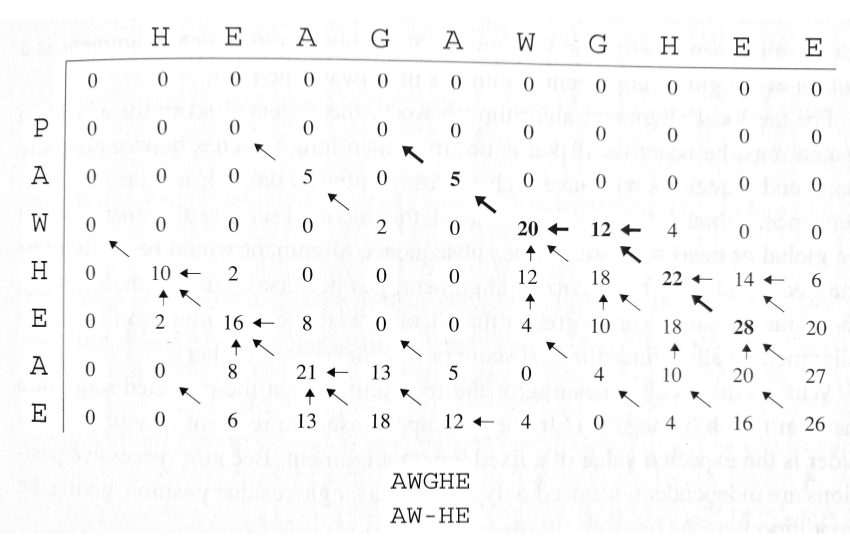 H E A G A W G H E E
0 0 0 0 0 0 0 0 0 0 0
P 0 0 0 0 0 0 0 0 0 0 0
A 0 0 0 5 0 5 0 0 0 0 0
W 0 0 0 0 2 0 20 12 4 0 0
H 0 10 2 0 0 0 12 18 22 14 6
E 0 2 16 8 0 0 4 10 18 28 20
A 0 0 8 21 13 5 0 4 10 20 27
E 0 0 6 13 18 12 4 0 4 16 26
AWGHE
AW-HE